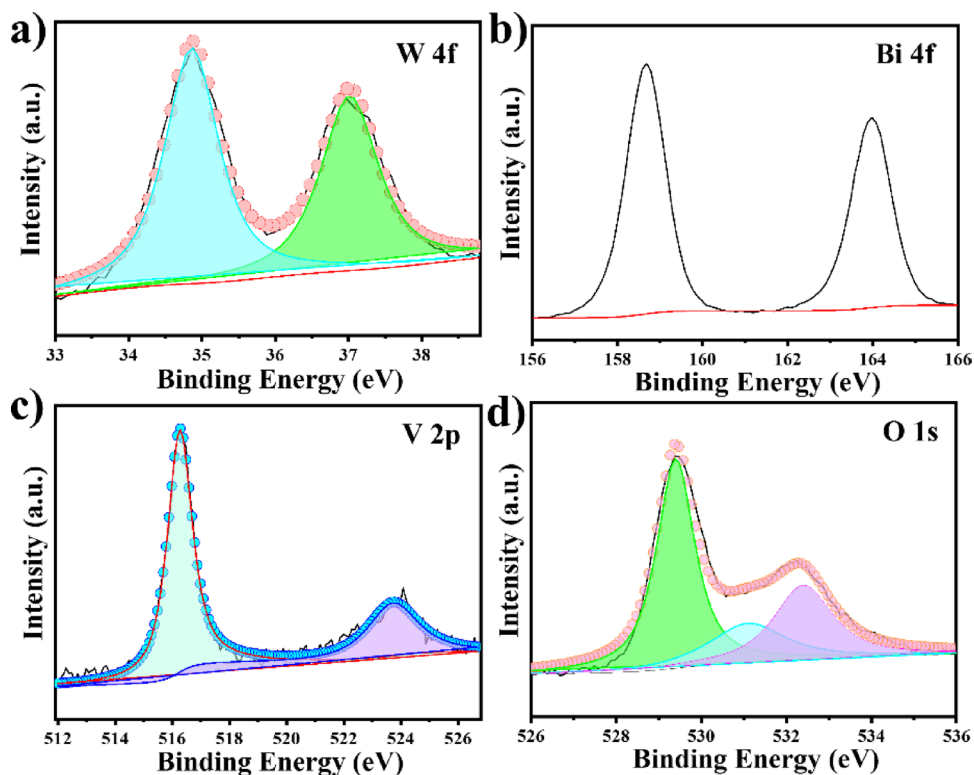 a)
W 4f
Intensity (a.u.)
33 34 35 36 37 38
Binding Energy (eV)
b)
Bi 4f
Intensity (a.u.)
156 158 160 162 164 166
Binding Energy (eV)
c)
V 2p
Intensity (a.u.)
512 514 516 518 520 522 524 526
Binding Energy (eV)
d)
O 1s
Intensity (a.u.)
526 528 530 532 534 536
Binding Energy (eV)